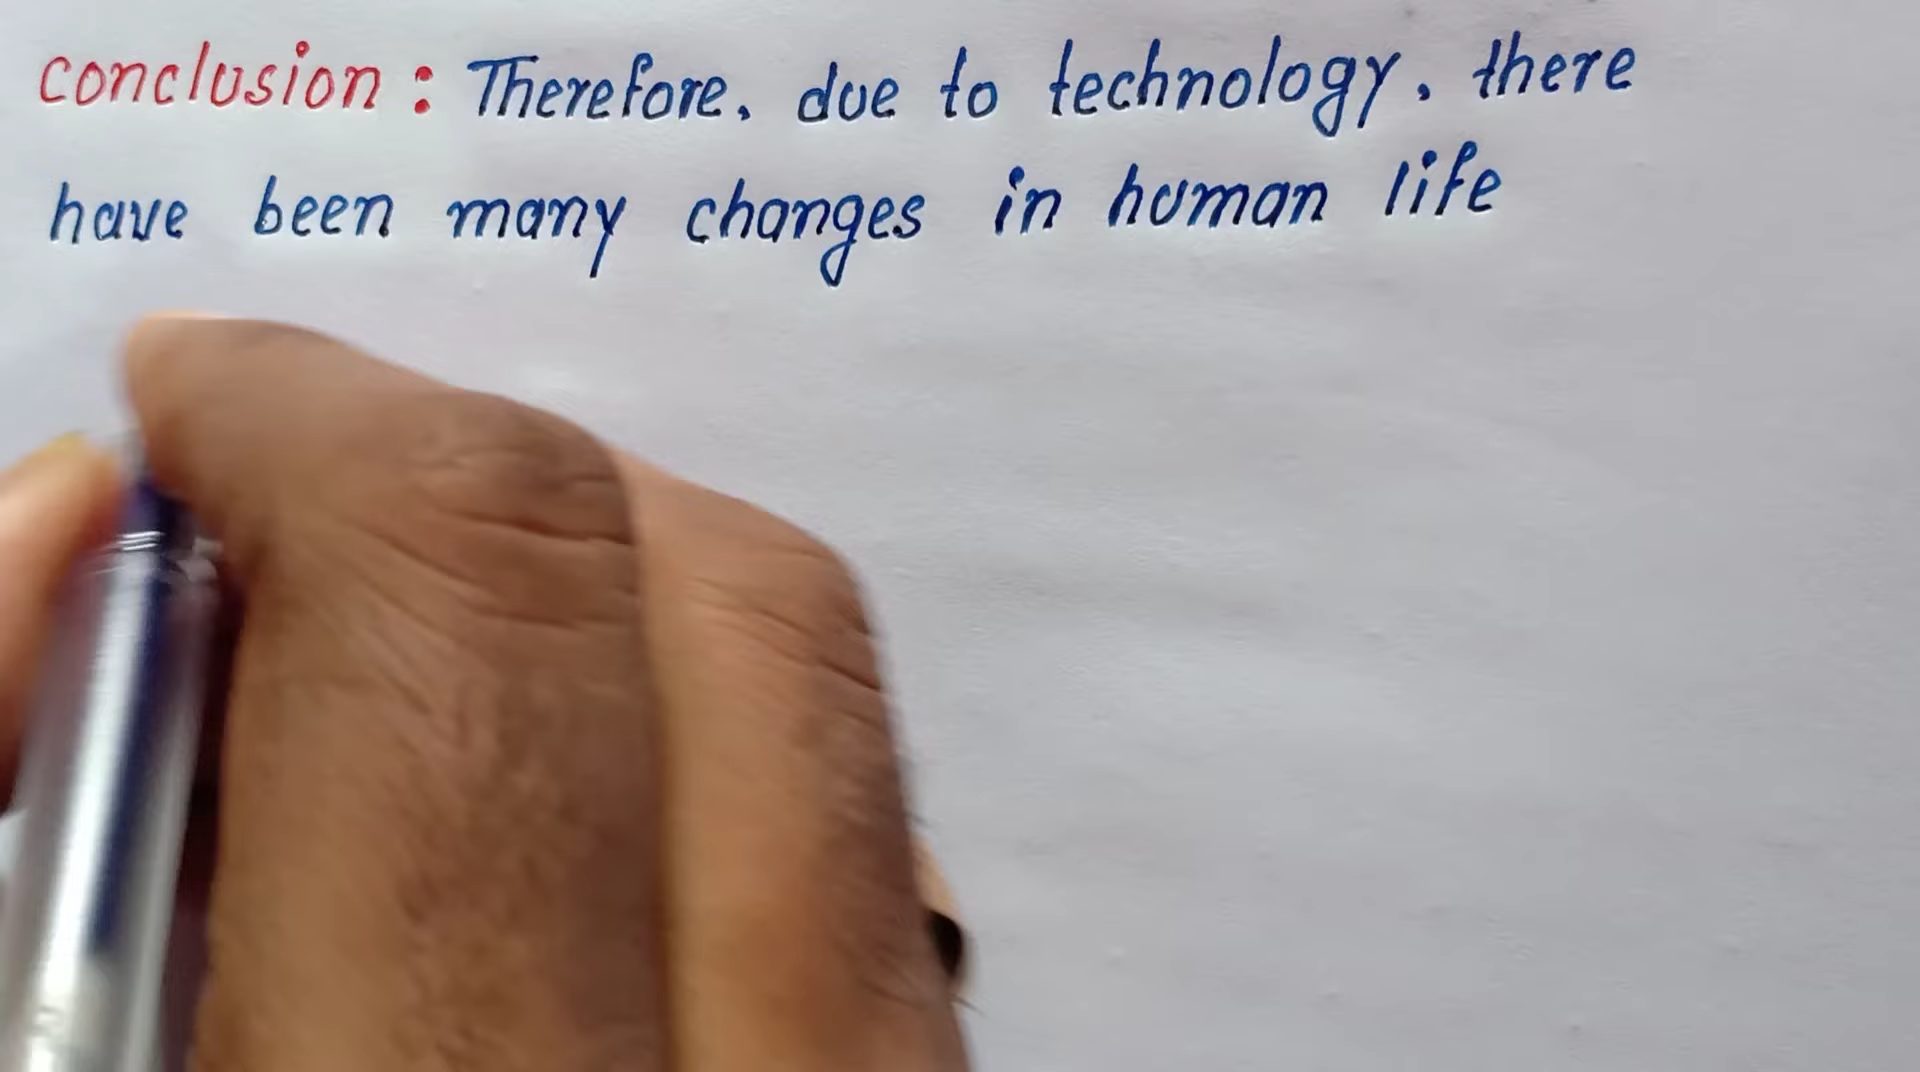 conclusion : Therefore, due to technology, there
have been many changes in human life